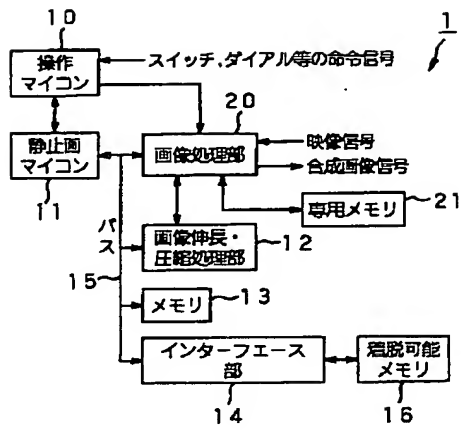 10
1
操作
マイコン
スイッチ、ダイアル等の命令信号
20
静止画
マイコン
11
画像処理部
映像信号
合成画像信号
専用メモリ
21
バス
画像伸長・
圧縮処理部
12
15
メモリ
13
インターフェース
部
14
着脱可能
メモリ
16